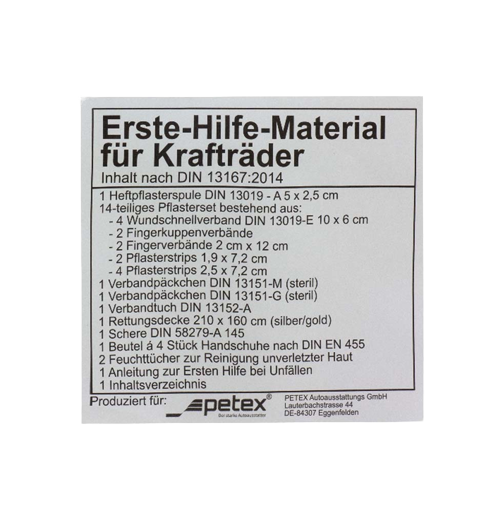 Erste-Hilfe-Material
für Krafträder
Inhalt nach DIN 13167:2014
1 Heftpflasterspule DIN 13019 - A 5 x 2,5 cm
14-teiliges Pflasterset bestehend aus:
- 4 Wundschnellverband DIN 13019-E 10 x 6 cm
- 2 Fingerkuppenverbände
- 2 Fingerverbände 2 cm x 12 cm
- 2 Pflasterstrips 1,9 x 7,2 cm
- 4 Pflasterstrips 2,5 x 7,2 cm
1 Verbandpäckchen DIN 13151-M (steril)
1 Verbandpäckchen DIN 13151-G (steril)
1 Verbandtuch DIN 13152-A
1 Rettungsdecke 210 x 160 cm (silber/gold)
1 Schere DIN 58279-A 145
1 Beutel á 4 Stück Handschuhe nach DIN EN 455
2 Feuchttücher zur Reinigung unverletzter Haut
1 Anleitung zur Ersten Hilfe bei Unfällen
1 Inhaltsverzeichnis
Produziert für: petex®
Der starke Autoausstatter
PETEX Autoausstattungs GmbH
Lauterbachstrasse 44
DE-84307 Eggenfelden